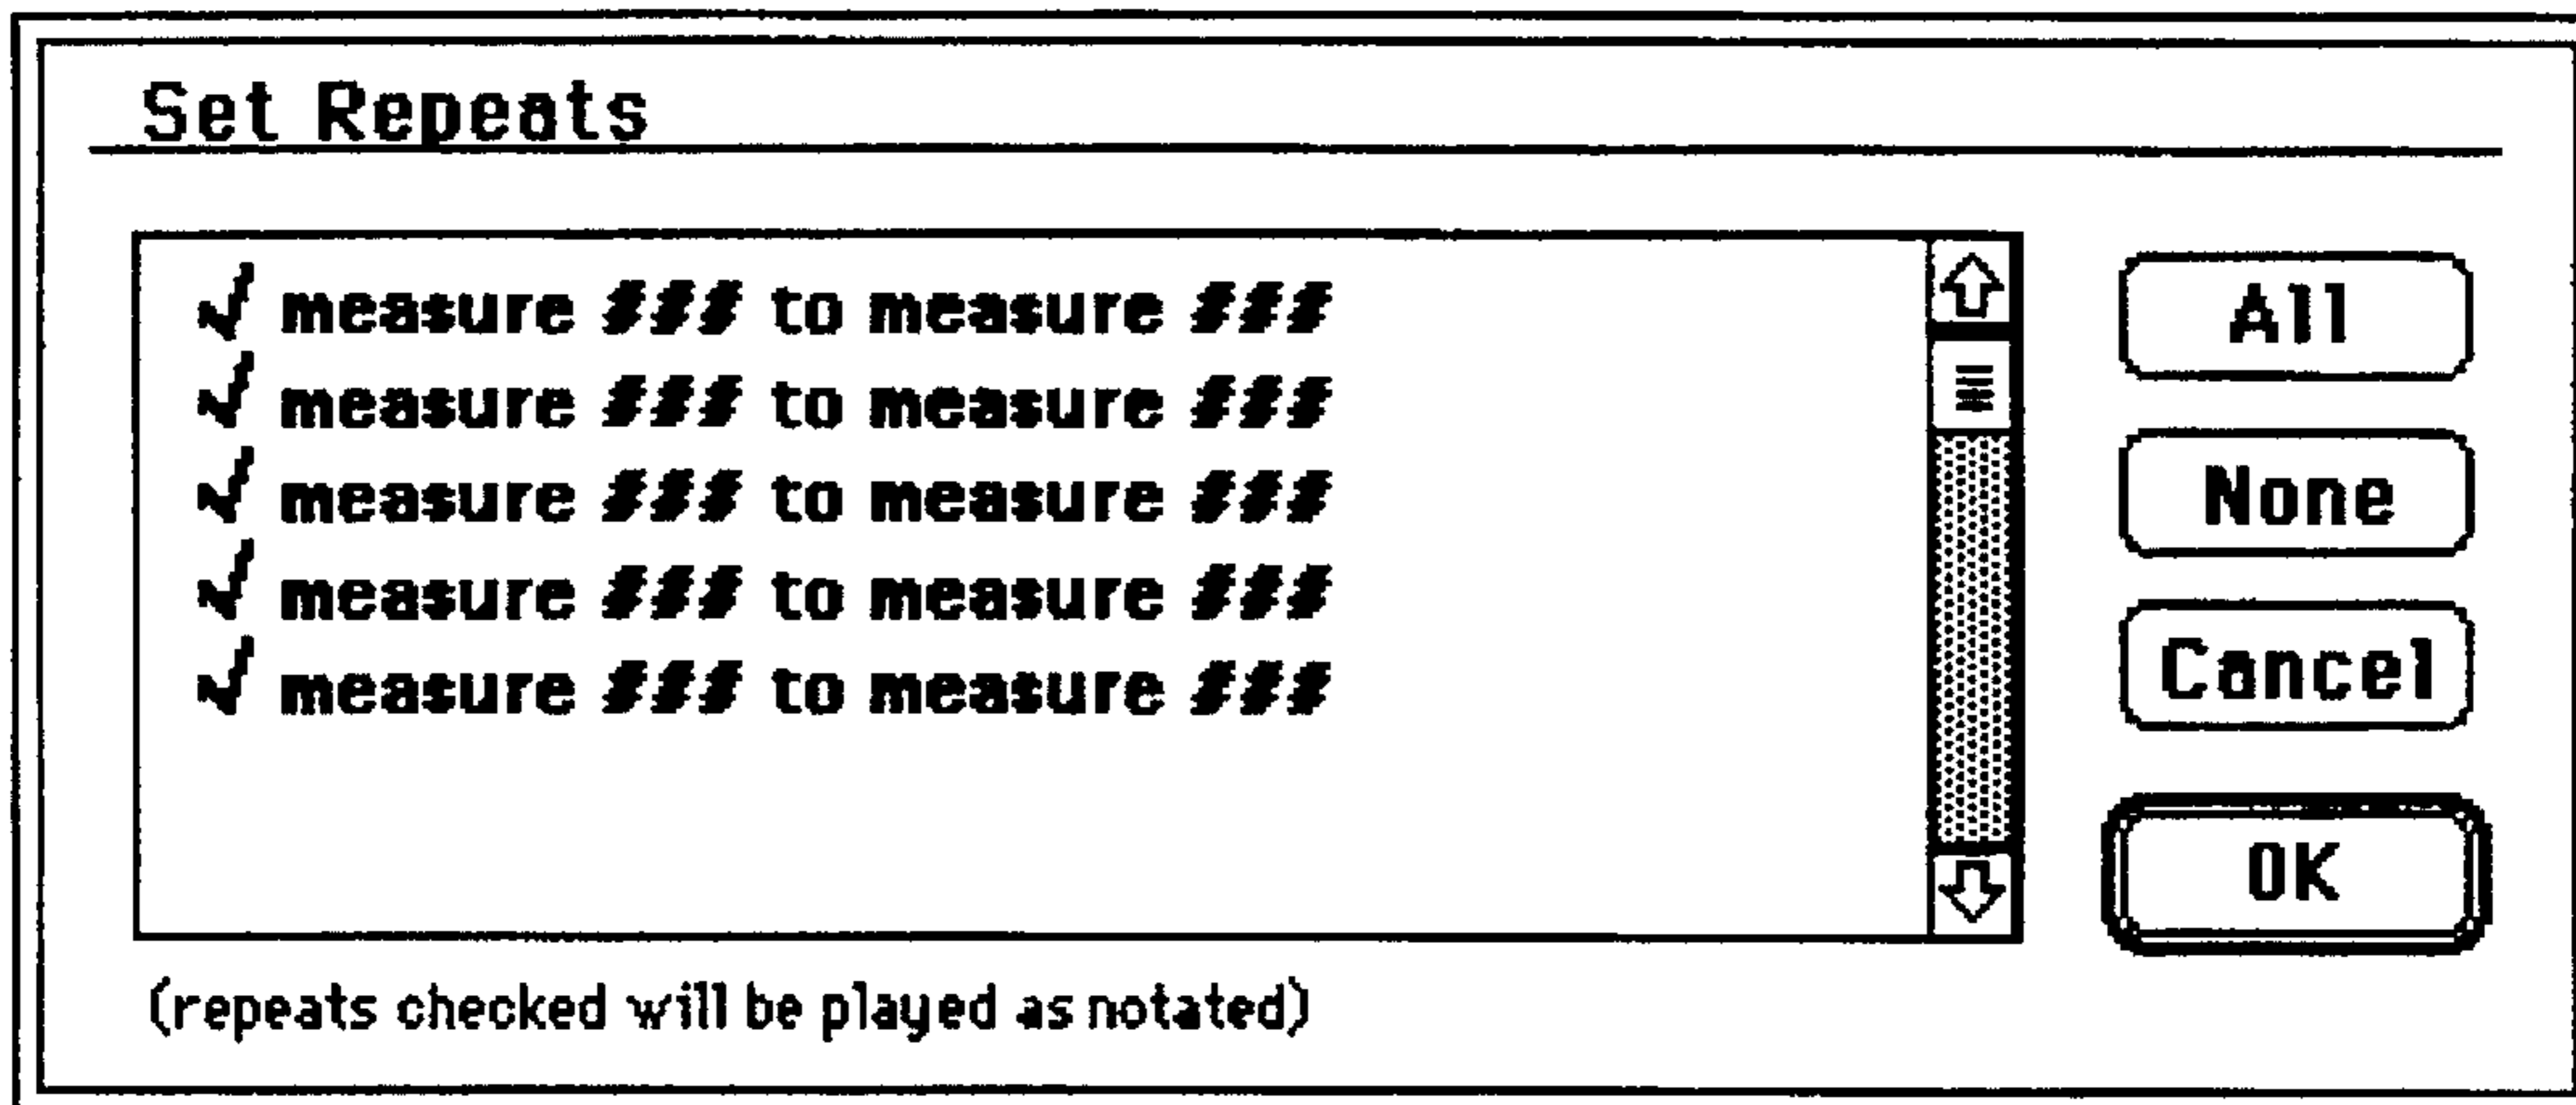 Set Repeats
✓ measure ### to measure ###
✓ measure ### to measure ###
✓ measure ### to measure ###
✓ measure ### to measure ###
✓ measure ### to measure ###
All
None
Cancel
OK
(repeats checked will be played as notated)